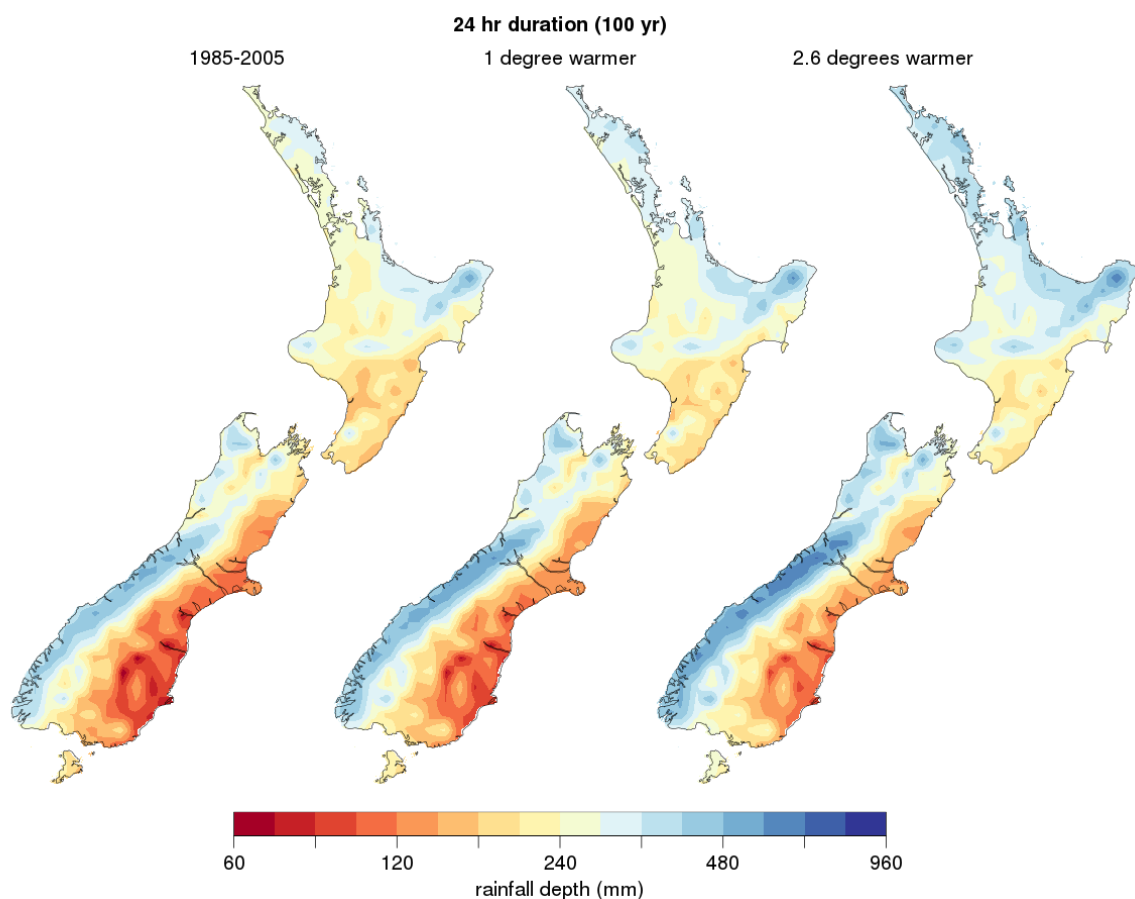 24 hr duration (100 yr)
1985-2005 1 degree warmer 2.6 degrees warmer
60 120 240 480 960
rainfall depth (mm)